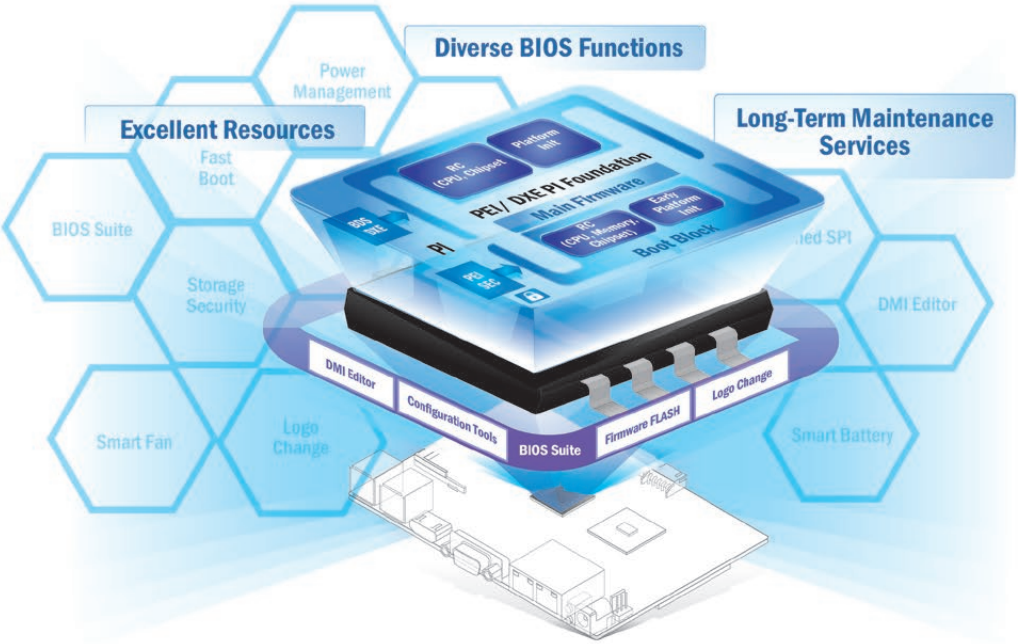 Diverse BIOS Functions
Power
Management
Excellent Resources
Long-Term Maintenance
Services
Fast
Boot
BIOS Suite
Storage
Security
Smart Fan
Logo
Change
DMI Editor
Smart Battery
SPI
RC
(CPU, Chipset
Platform
Init
PEI/ DXE PI Foundation
Main Firmware
RC
(CPU, Memory,
Chipset)
Early
Platform
Init
Boot Block
BDS
DXE
PI
PEI
SEC
DMI Editor
Configuration Tools
BIOS Suite
Firmware FLASH
Logo Change